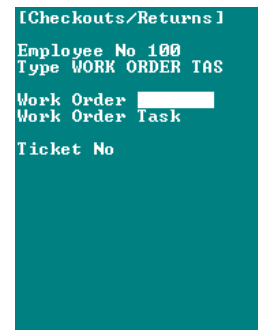 [Checkouts/Returns]
Employee No 100
Type WORK ORDER TAS
Work Order
Work Order Task
Ticket No